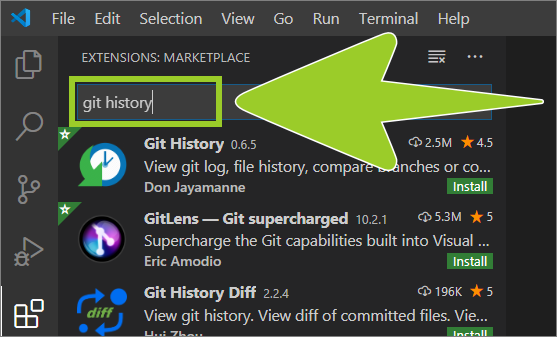 File Edit Selection View Go Run Terminal Help
EXTENSIONS: MARKETPLACE
git history
Git History 0.6.5 2.5M 4.5
View git log, file history, compare branches or co...
Don Jayamanne Install
GitLens — Git supercharged 10.2.1 5.3M 5
Supercharge the Git capabilities built into Visual ...
Eric Amodio Install
diff
Git History Diff 2.2.4 196K 5
View git history. View diff of committed files. Vie...
Hui Zhou Install